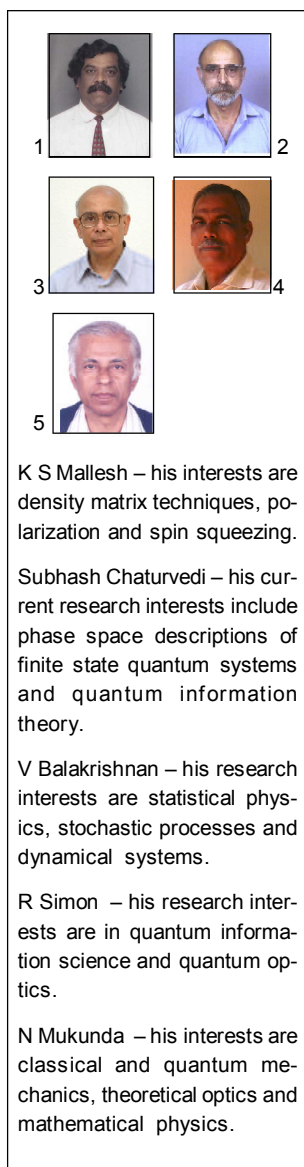 1
2
3
4
5
K S Mallesh – his interests are
density matrix techniques, po-
larization and spin squeezing.
Subhash Chaturvedi – his cur-
rent research interests include
phase space descriptions of
finite state quantum systems
and quantum information
theory.
V Balakrishnan – his research
interests are statistical phys-
ics, stochastic processes and
dynamical systems.
R Simon – his research inter-
ests are in quantum informa-
tion science and quantum op-
tics.
N Mukunda – his interests are
classical and quantum me-
chanics, theoretical optics and
mathematical physics.